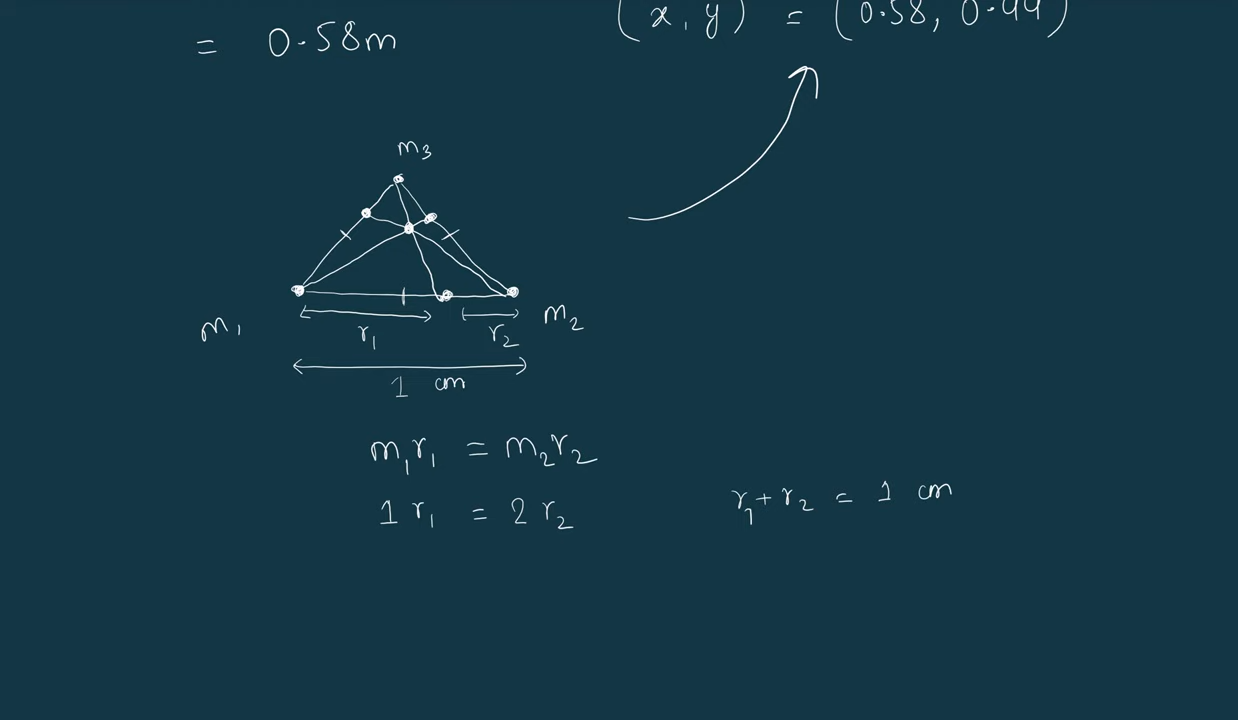 (x, y) = (0.58, 0.44)
= 0.58m
m₃
m₁
m₂
r₁
r₂
1 cm
m₁r₁ = m₂r₂
1 r₁ = 2 r₂
r₁ + r₂ = 1 cm